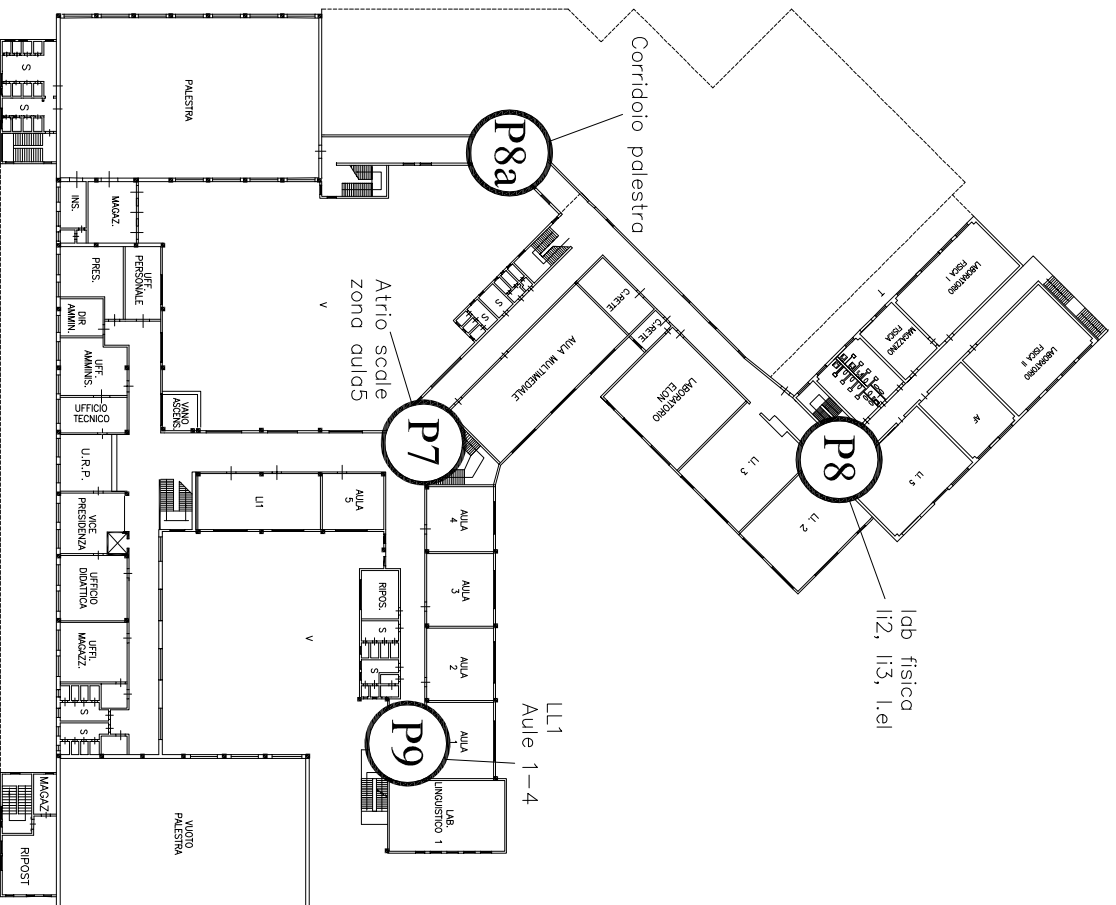 Corridoio palestra
P8a
PALESTRA
S
S
INS.
MAGAZ.
PRES.
UFF.
PERSONALE
DIR
AMMIN.
UFF.
AMMINIS.
UFFICIO
TECNICO
VANO
ASCENS.
U.R.P.
VICE
PRESIDENZA
UFFICIO
DIDATTICA
UFFI.
MAGAZZ.
S
S
MAGAZ
RIPOST
VUOTO
PALESTRA
V
V
Atrio scale
zona aula5
P7
S
S
C.RETE
C.RETE
AULA MULTIMEDIALE
LABORATORIO
ELON
LI. 3
LI. 2
LI. 5
AF
LABORATORIO
FISICA I
LABORATORIO
FISICA II
MAGAZZINO
FISICA
T
P8
lab fisica
li2, li3, l.el
LI1
AULA
5
AULA
4
AULA
3
AULA
2
AULA
1
RIPOS.
S
S
P9
LL1
Aule 1-4
LAB.
LINGUISTICO 1